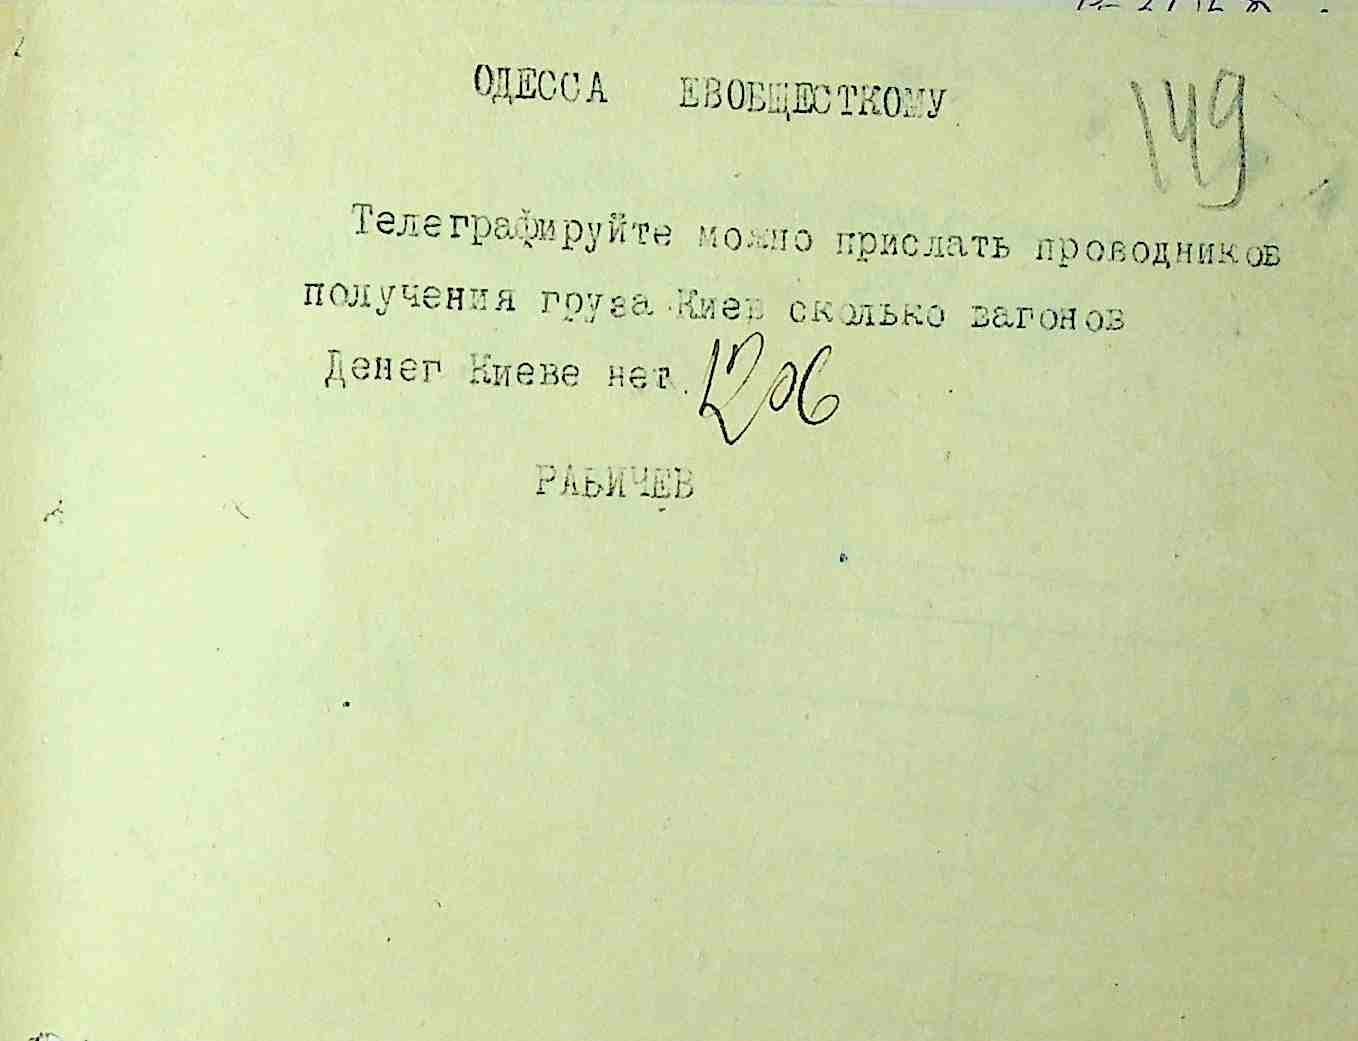 149
ОДЕССА ЕВОБЩЕСТКОМУ
Телеграфируйте можно прислать проводников
получения груза Киев сколько вагонов
Денег Киеве нет. 1206
РАБИЧЕВ